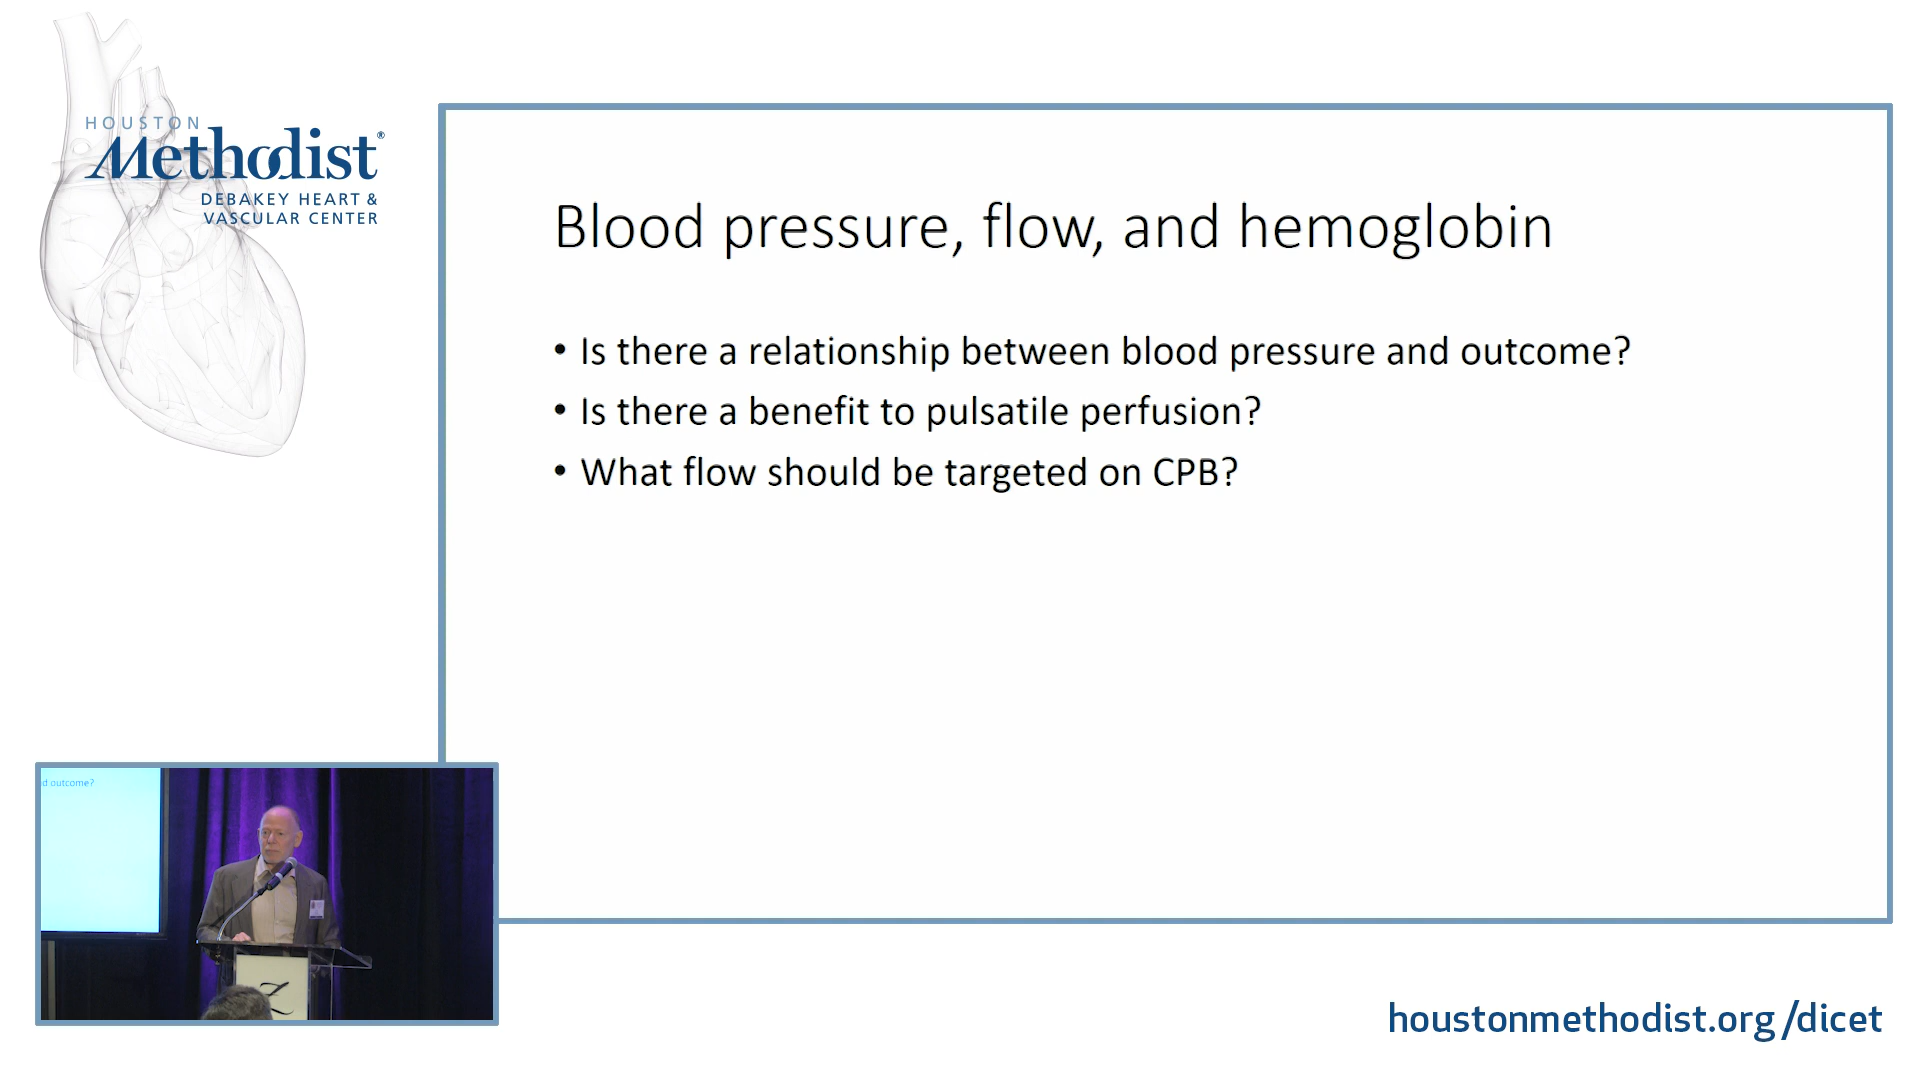 HOUSTON
Methodist®
DEBAKEY HEART &
VASCULAR CENTER
Blood pressure, flow, and hemoglobin
• Is there a relationship between blood pressure and outcome?
• Is there a benefit to pulsatile perfusion?
• What flow should be targeted on CPB?
d outcome?
Z
houstonmethodist.org/dicet